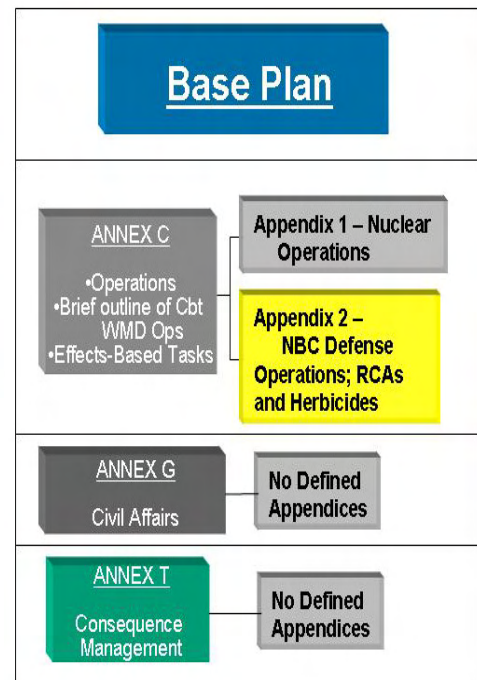 Base Plan
ANNEX C
•Operations
•Brief outline of Cbt
WMD Ops
•Effects-Based Tasks
Appendix 1 – Nuclear
Operations
Appendix 2 –
NBC Defense
Operations; RCAs
and Herbicides
ANNEX G
Civil Affairs
No Defined
Appendices
ANNEX T
Consequence
Management
No Defined
Appendices